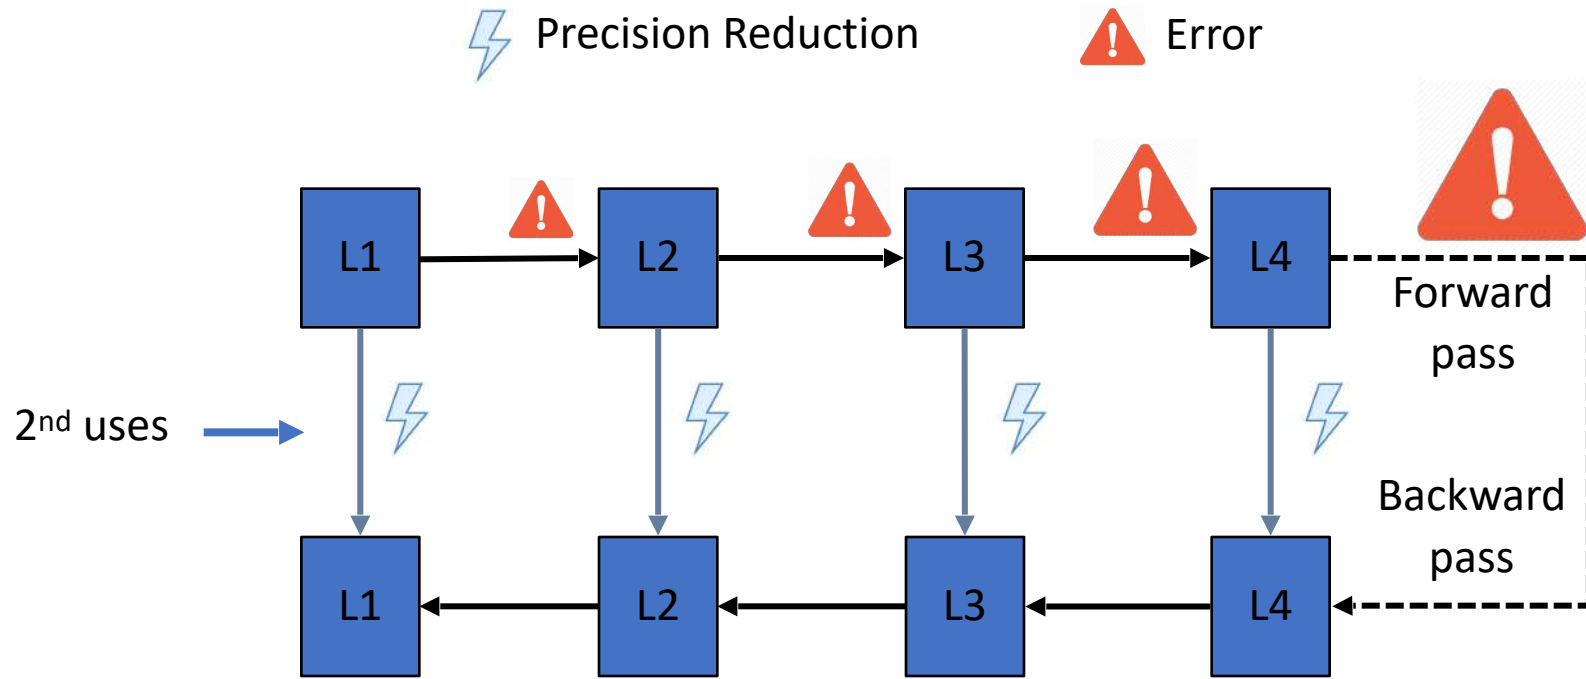 Precision Reduction
Error
L1
L2
L3
L4
Forward
pass
2nd uses
Backward
pass
L1
L2
L3
L4